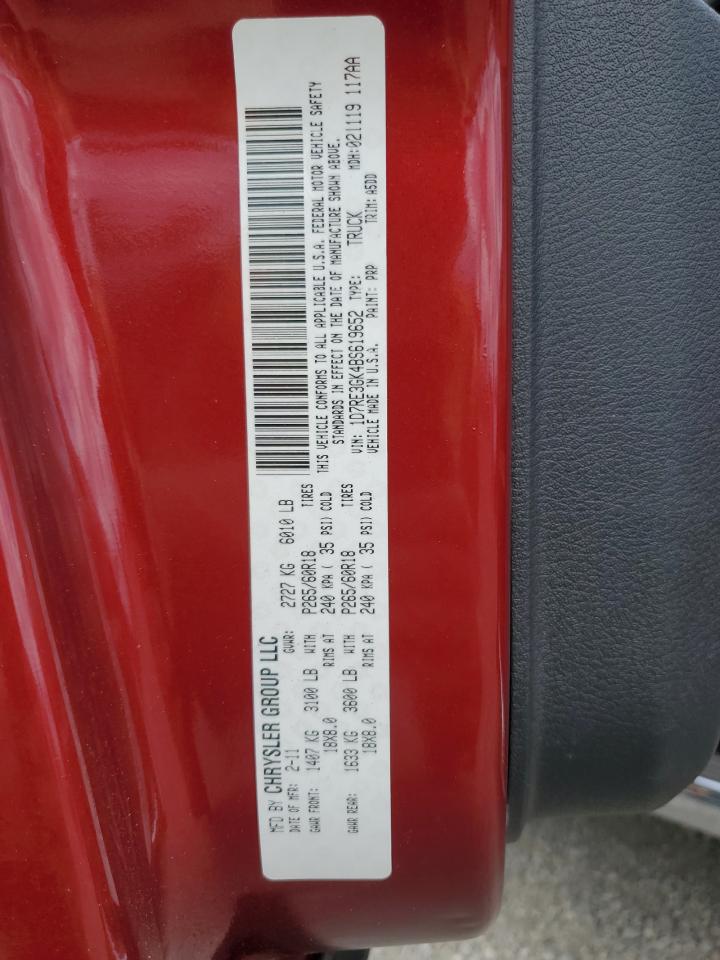 MFD BY CHRYSLER GROUP LLC
DATE OF MFR: 2-11 GVWR: 2727 KG 6010 LB
GAWR FRONT: 1407 KG 3100 LB WITH P265/60R18 TIRES
18X8.0 RIMS AT 240 KPA ( 35 PSI) COLD
GAWR REAR: 1633 KG 3600 LB WITH P265/60R18 TIRES
18X8.0 RIMS AT 240 KPA ( 35 PSI) COLD
THIS VEHICLE CONFORMS TO ALL APPLICABLE U.S.A. FEDERAL MOTOR VEHICLE SAFETY
STANDARDS IN EFFECT ON THE DATE OF MANUFACTURE SHOWN ABOVE.
VIN: 1D7RE3GK4BS619652 TYPE: TRUCK MDH:021119 117AA
VEHICLE MADE IN U.S.A. PAINT: PRP TRIM: A5DD